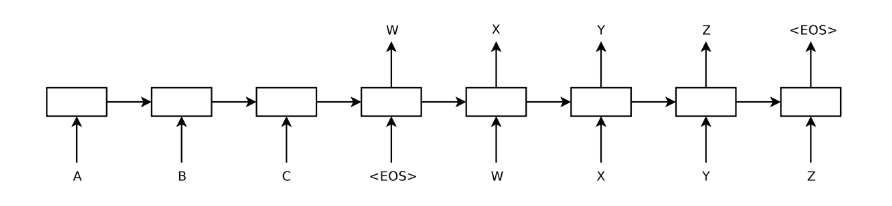 W X Y Z <EOS>
A B C <EOS> W X Y Z